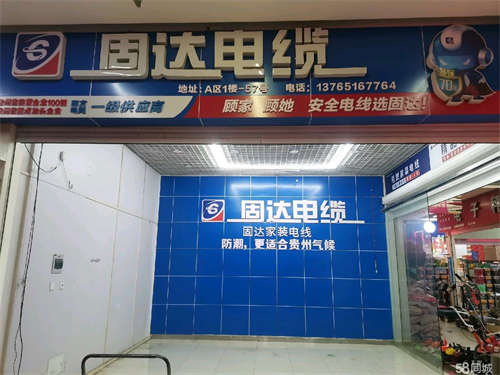 固达电缆
地址: A区1楼-57号 电话: 13765167764
一级供应商
顾家 顾她 安全电线选固达!
固达电缆
固达家装电线
防潮,更适合贵州气候
58同城